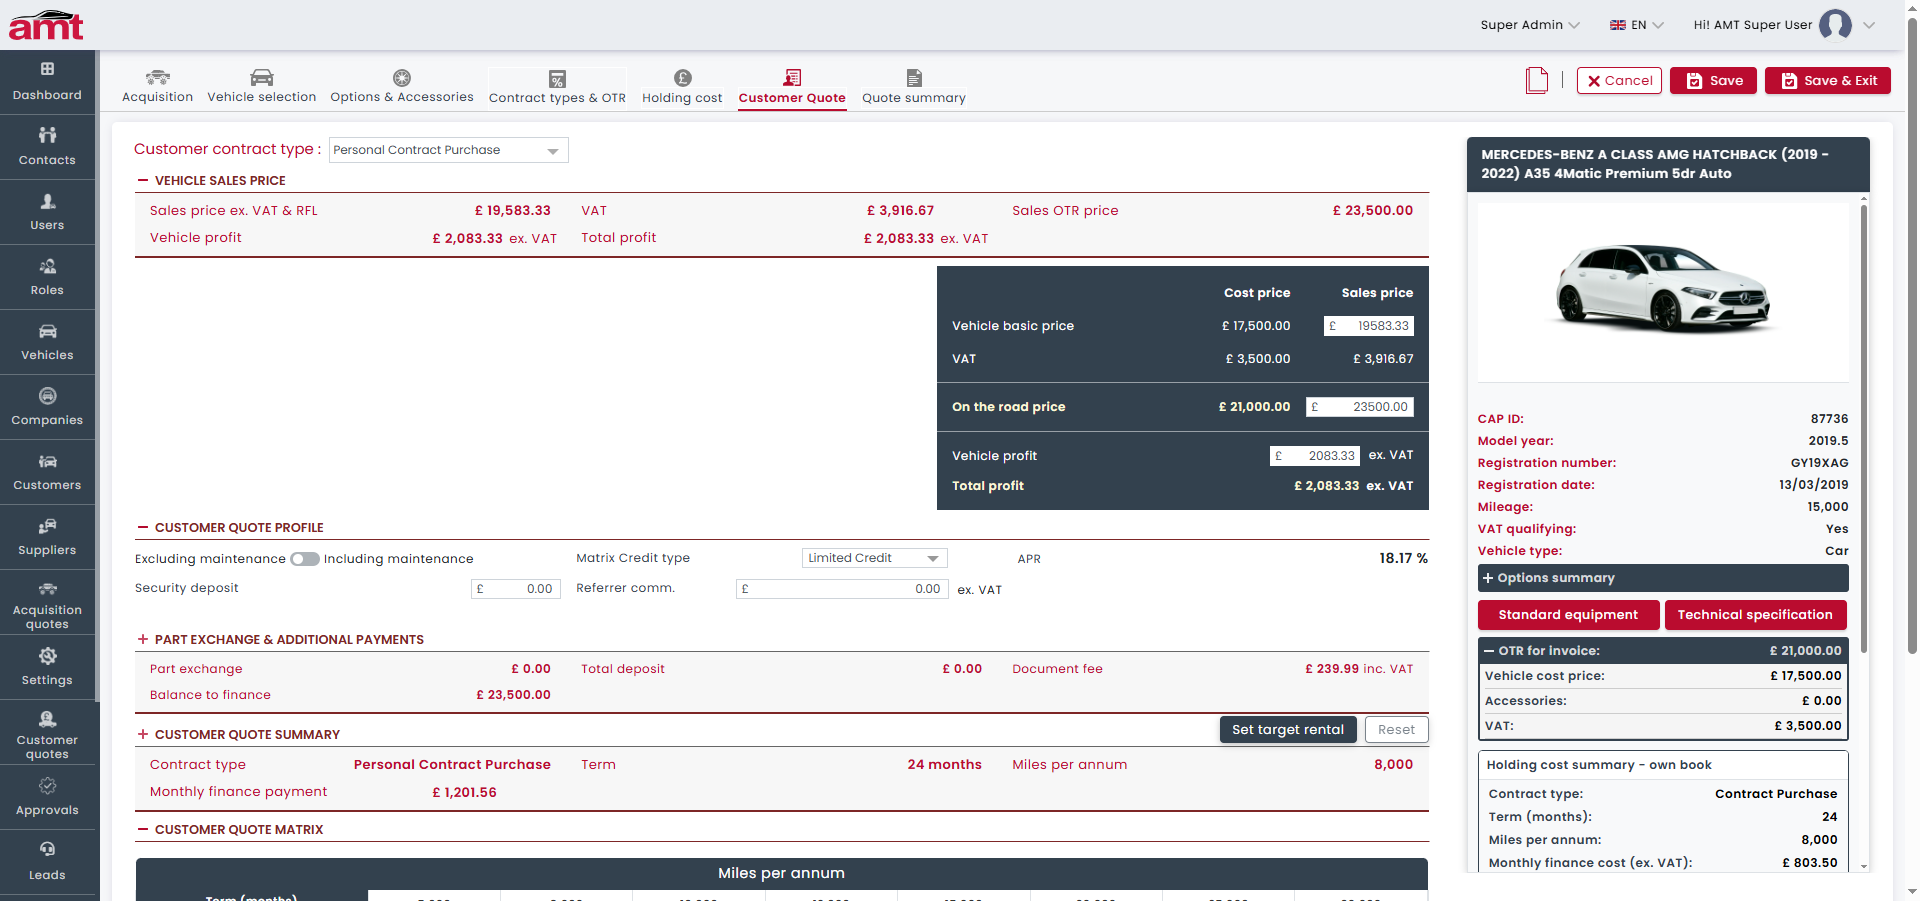 amt
Super Admin
EN
Hi! AMT Super User
Dashboard
Contacts
Users
Roles
Vehicles
Companies
Customers
Suppliers
Acquisition
quotes
Settings
Customer
quotes
Approvals
Leads
Acquisition
Vehicle selection
Options & Accessories
Contract types & OTR
Holding cost
Customer Quote
Quote summary
Cancel
Save
Save & Exit
Customer contract type : Personal Contract Purchase
VEHICLE SALES PRICE
Sales price ex. VAT & RFL £ 19,583.33 VAT £ 3,916.67 Sales OTR price £ 23,500.00
Vehicle profit £ 2,083.33 ex. VAT Total profit £ 2,083.33 ex. VAT
Cost price Sales price
Vehicle basic price £ 17,500.00 £ 19583.33
VAT £ 3,500.00 £ 3,916.67
On the road price £ 21,000.00 £ 23500.00
Vehicle profit £ 2083.33 ex. VAT
Total profit £ 2,083.33 ex. VAT
CUSTOMER QUOTE PROFILE
Excluding maintenance Including maintenance Matrix Credit type Limited Credit APR 18.17 %
Security deposit £ 0.00 Referrer comm. £ 0.00 ex. VAT
PART EXCHANGE & ADDITIONAL PAYMENTS
Part exchange £ 0.00 Total deposit £ 0.00 Document fee £ 239.99 inc. VAT
Balance to finance £ 23,500.00
CUSTOMER QUOTE SUMMARY Set target rental Reset
Contract type Personal Contract Purchase Term 24 months Miles per annum 8,000
Monthly finance payment £ 1,201.56
CUSTOMER QUOTE MATRIX
Miles per annum
Term (months)
MERCEDES-BENZ A CLASS AMG HATCHBACK (2019 -
2022) A35 4Matic Premium 5dr Auto
CAP ID: 87736
Model year: 2019.5
Registration number: GY19XAG
Registration date: 13/03/2019
Mileage: 15,000
VAT qualifying: Yes
Vehicle type: Car
Options summary
Standard equipment Technical specification
OTR for invoice: £ 21,000.00
Vehicle cost price: £ 17,500.00
Accessories: £ 0.00
VAT: £ 3,500.00
Holding cost summary - own book
Contract type: Contract Purchase
Term (months): 24
Miles per annum: 8,000
Monthly finance cost (ex. VAT): £ 803.50